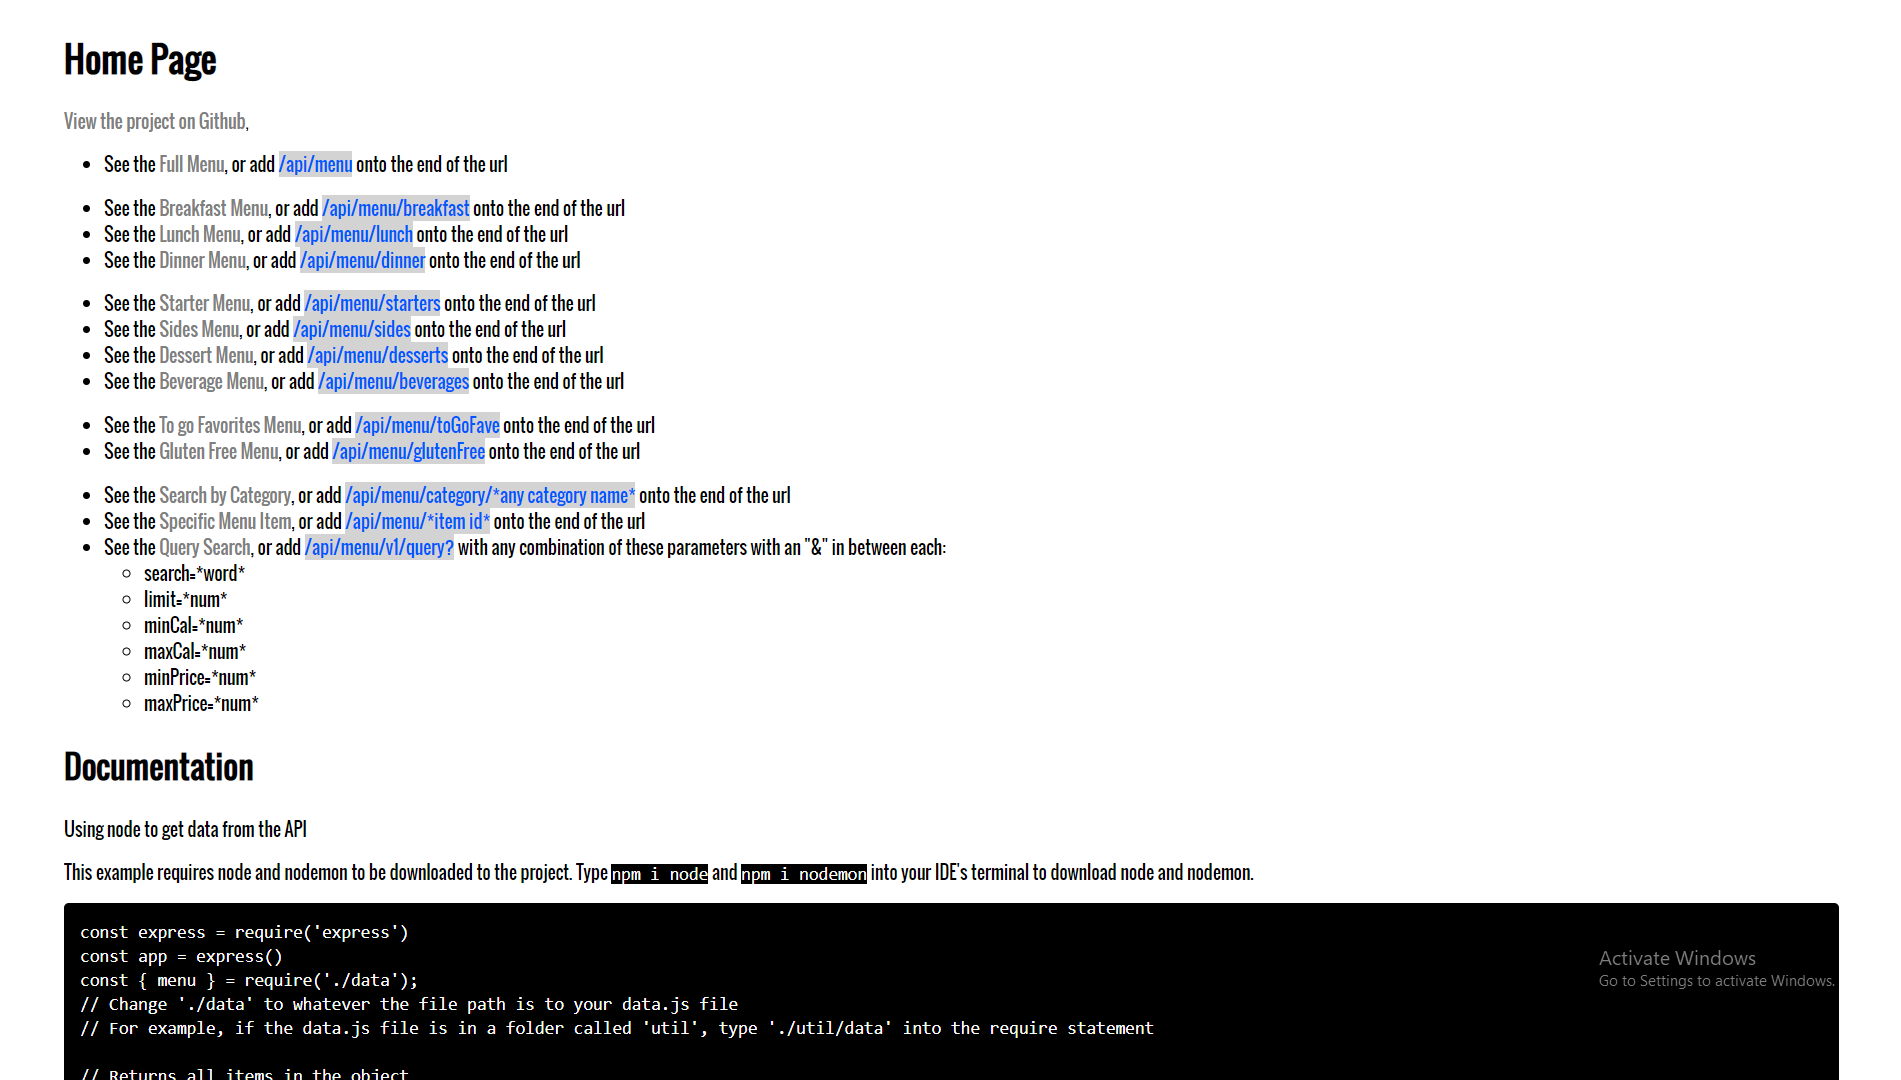 Home Page
View the project on Github,
See the Full Menu, or add /api/menu onto the end of the url
See the Breakfast Menu, or add /api/menu/breakfast onto the end of the url
See the Lunch Menu, or add /api/menu/lunch onto the end of the url
See the Dinner Menu, or add /api/menu/dinner onto the end of the url
See the Starter Menu, or add /api/menu/starters onto the end of the url
See the Sides Menu, or add /api/menu/sides onto the end of the url
See the Dessert Menu, or add /api/menu/desserts onto the end of the url
See the Beverage Menu, or add /api/menu/beverages onto the end of the url
See the To go Favorites Menu, or add /api/menu/toGoFave onto the end of the url
See the Gluten Free Menu, or add /api/menu/glutenFree onto the end of the url
See the Search by Category, or add /api/menu/category/*any category name* onto the end of the url
See the Specific Menu Item, or add /api/menu/*item id* onto the end of the url
See the Query Search, or add /api/menu/v1/query? with any combination of these parameters with an "&" in between each:
search=*word*
limit=*num*
minCal=*num*
maxCal=*num*
minPrice=*num*
maxPrice=*num*
Documentation
Using node to get data from the API
This example requires node and nodemon to be downloaded to the project. Type npm i node and npm i nodemon into your IDE's terminal to download node and nodemon.
const express = require('express')
const app = express()
const { menu } = require('./data');
// Change './data' to whatever the file path is to your data.js file
// For example, if the data.js file is in a folder called 'util', type './util/data' into the require statement
// Returns all items in the object
Activate Windows
Go to Settings to activate Windows.